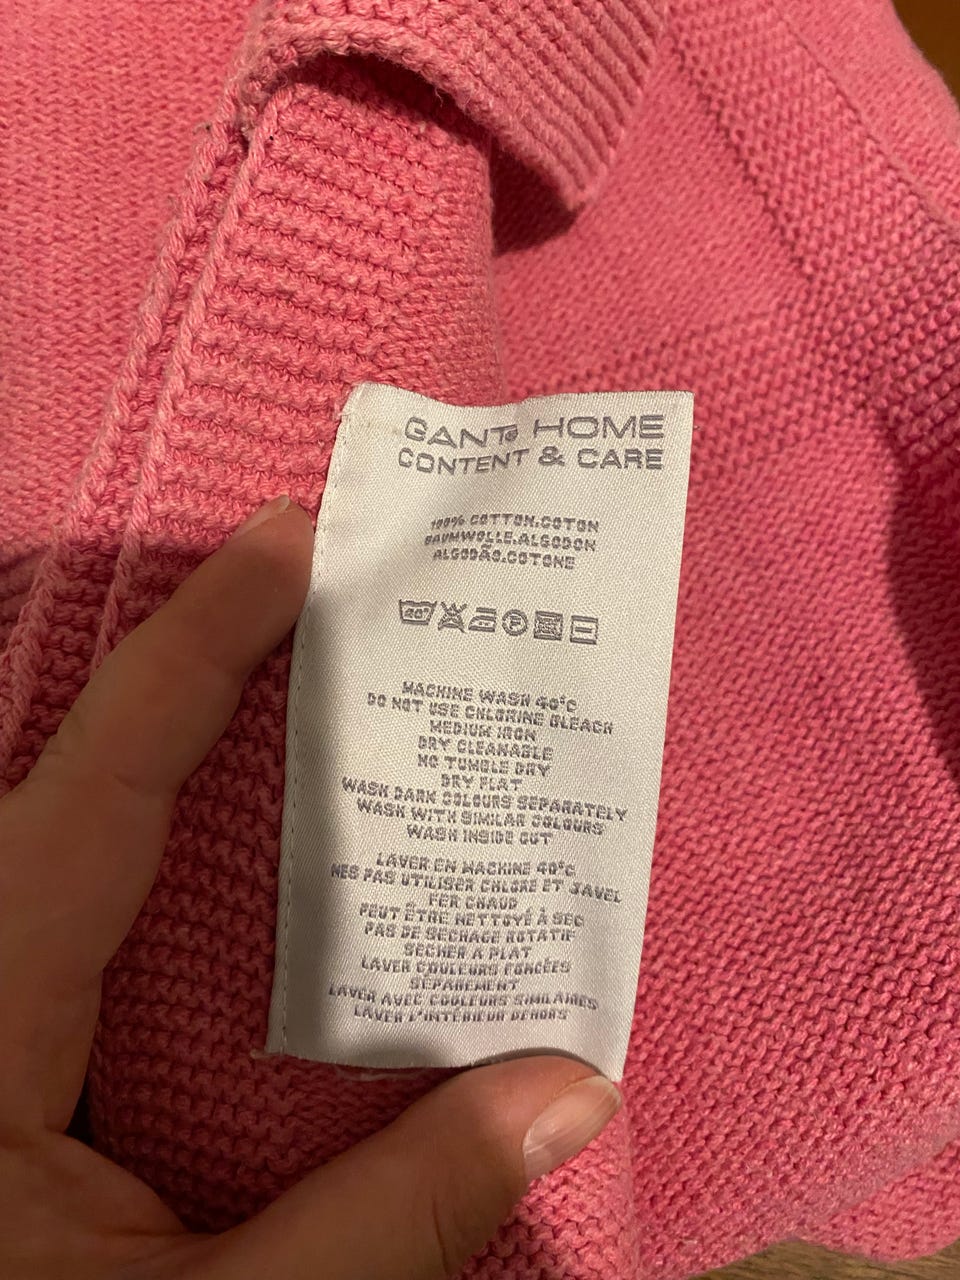 GANT HOME
CONTENT & CARE
100% COTTON.COTON
BAUMWOLLE.ALGODON
ALGODÃO.COTONE
40° P
MACHINE WASH 40°C
DO NOT USE CHLORINE BLEACH
MEDIUM IRON
DRY CLEANABLE
NO TUMBLE DRY
DRY FLAT
WASH DARK COLOURS SEPARATELY
WASH WITH SIMILAR COLOURS
WASH INSIDE OUT
LAVER EN MACHINE 40°C
NES PAS UTILISER CHLORE ET JAVEL
FER CHAUD
PEUT ÊTRE NETTOYÉ À SEC
PAS DE SECHAGE ROTATIF
SECHER A PLAT
LAVER COULEURS FONCÉES
SÉPAREMENT
LAVER AVEC COULEURS SIMILAIRES
LAVER L'INTÉRIEUR DEHORS